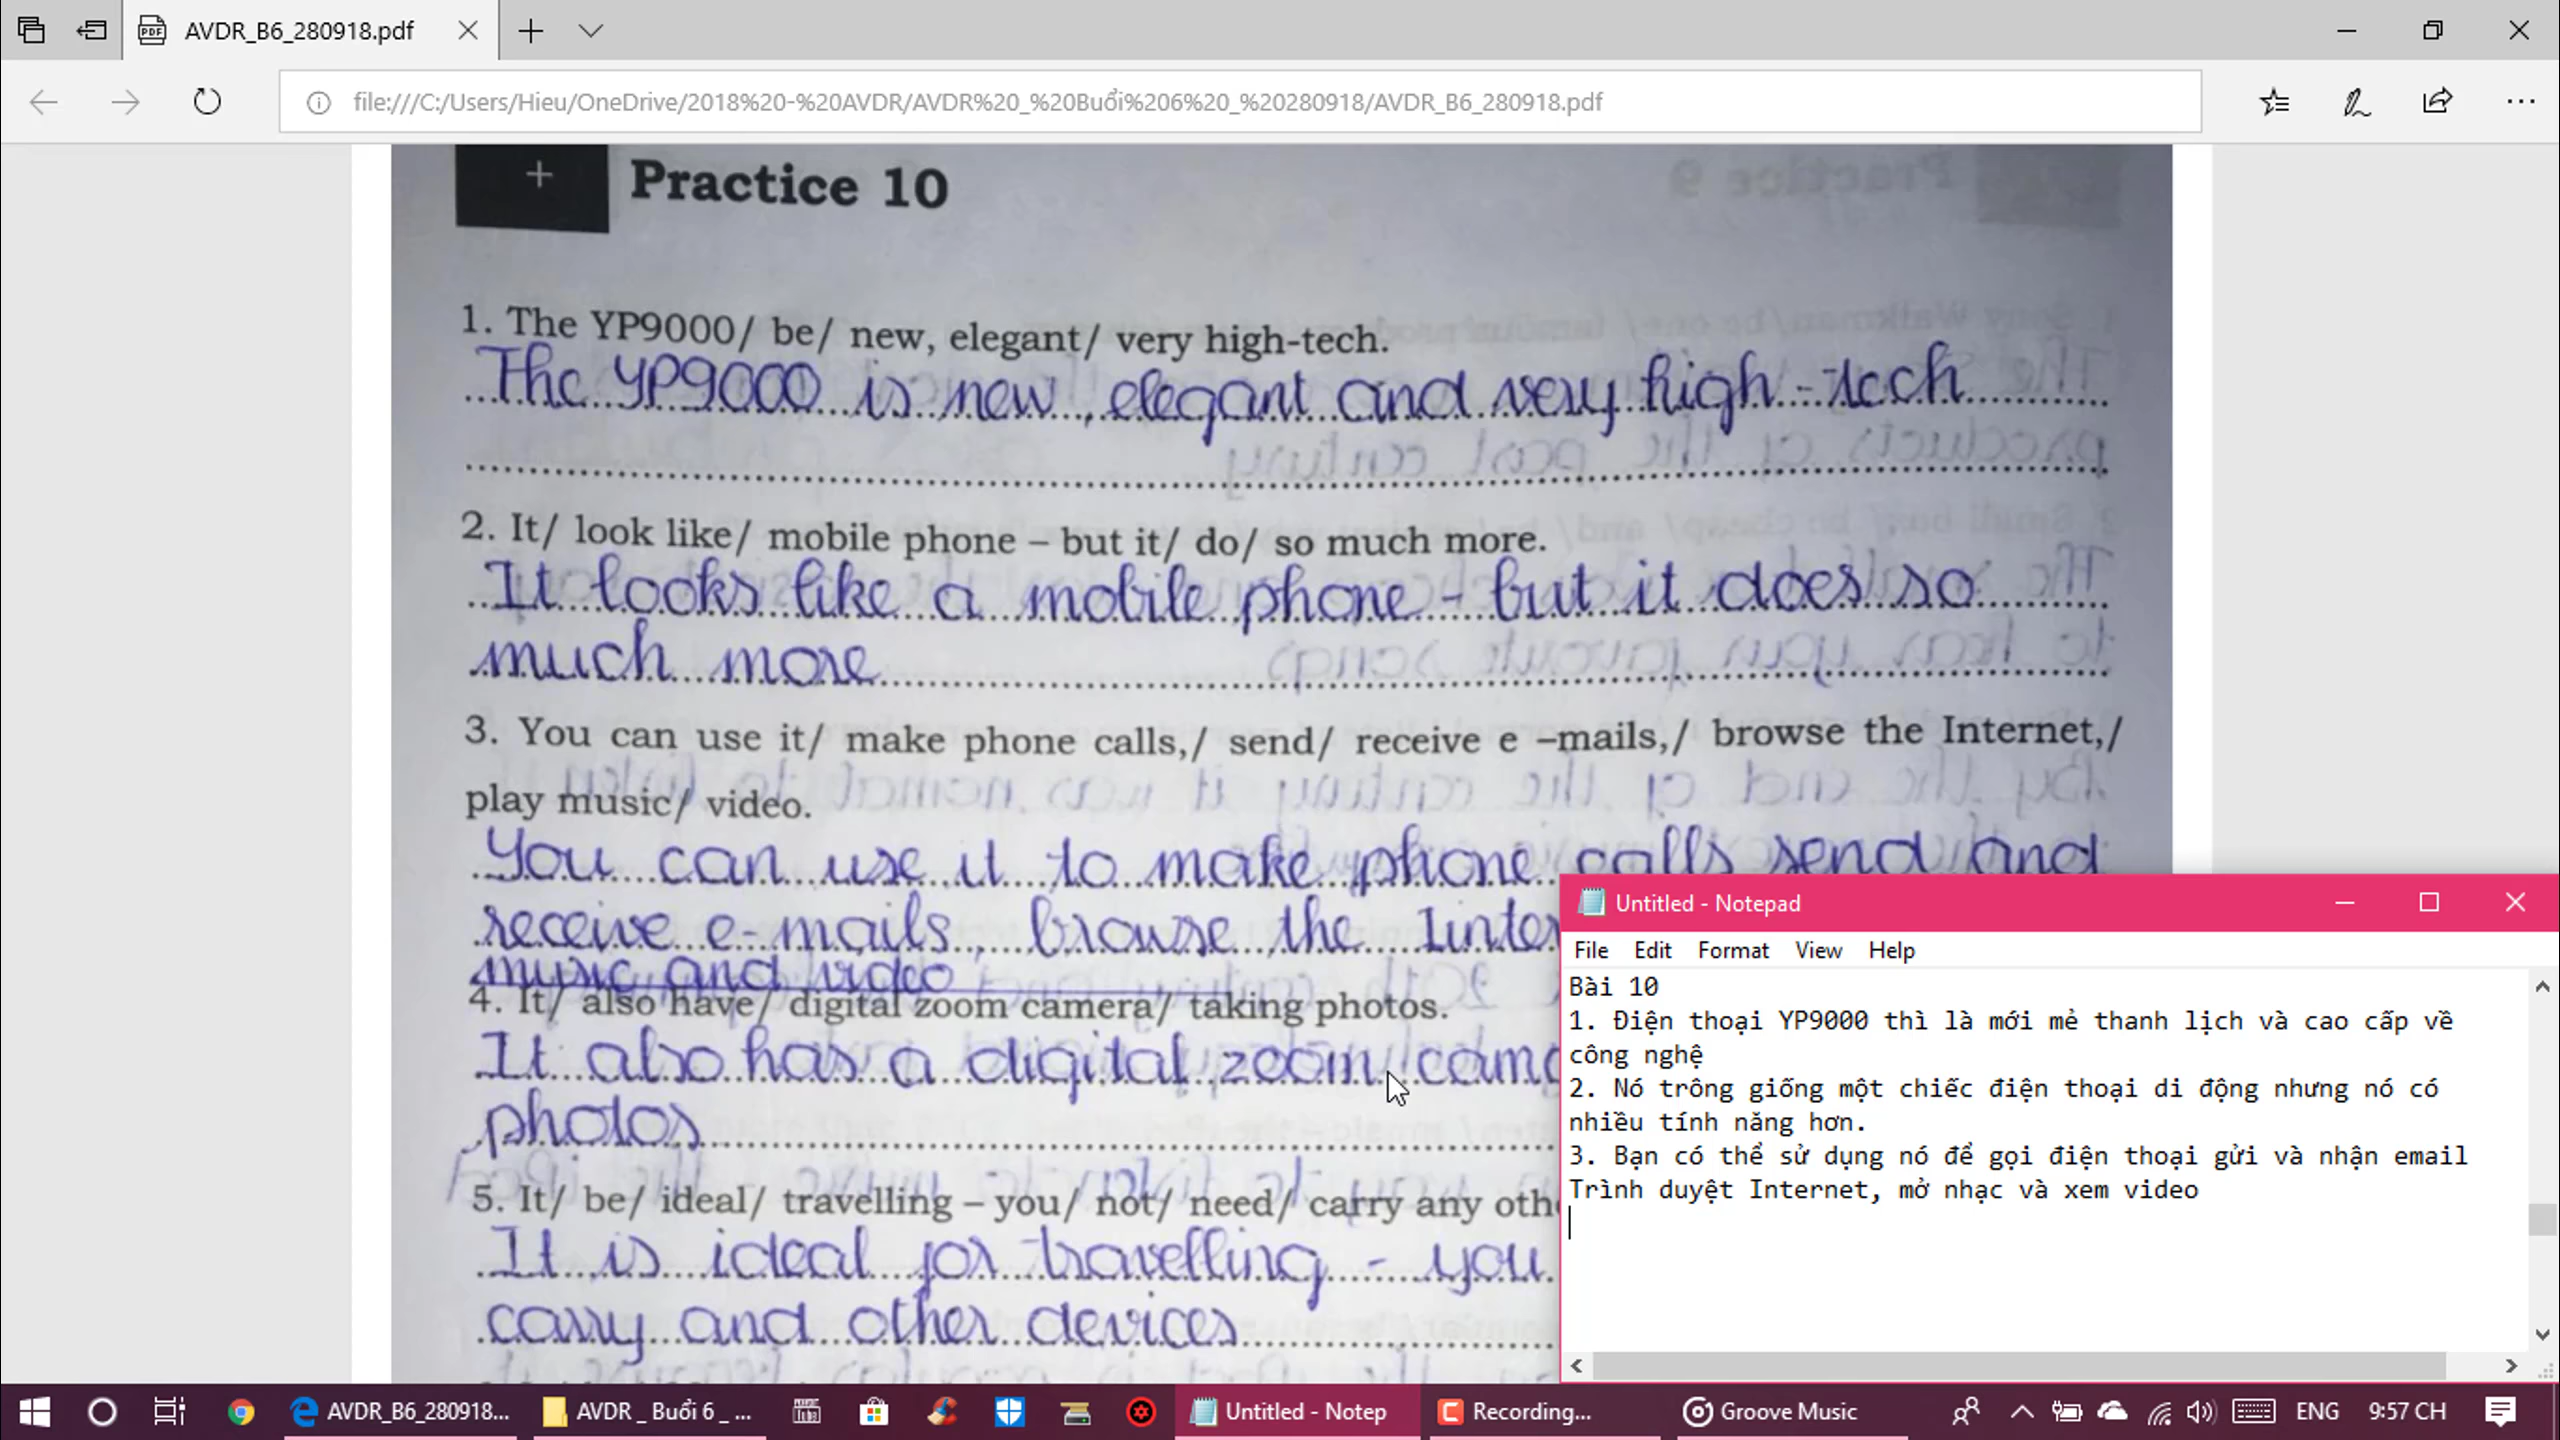 AVDR_B6_280918.pdf
file:///C:/Users/Hieu/OneDrive/2018%20-%20AVDR/AVDR%20_%20Buổi%206%20_%20280918/AVDR_B6_280918.pdf
Practice 10
1. The YP9000/ be/ new, elegant/ very high-tech.
The YP9000 is new, elegant and very high-tech
2. It/ look like/ mobile phone – but it/ do/ so much more.
It looks like a mobile phone - but it does so
much more
3. You can use it/ make phone calls,/ send/ receive e –mails,/ browse the Internet,/
play music/ video.
You can use it to make phone calls send and
receive e-mails, browse the
music and video
4. It/ also have/ digital zoom camera/ taking photos.
It also has a digital zoom
photos
5. It/ be/ ideal/ travelling – you/ not/ need/ carry any
It is ideal for travelling - you
carry and other devices
Untitled - Notepad
File Edit Format View Help
Bài 10
1. Điện thoại YP9000 thì là mới mẻ thanh lịch và cao cấp về
công nghệ
2. Nó trông giống một chiếc điện thoại di động nhưng nó có
nhiều tính năng hơn.
3. Bạn có thể sử dụng nó để gọi điện thoại gửi và nhận email
Trình duyệt Internet, mở nhạc và xem video
AVDR_B6_280918... AVDR _ Buổi 6 _ ... Untitled - Notep Recording... Groove Music ENG 9:57 CH